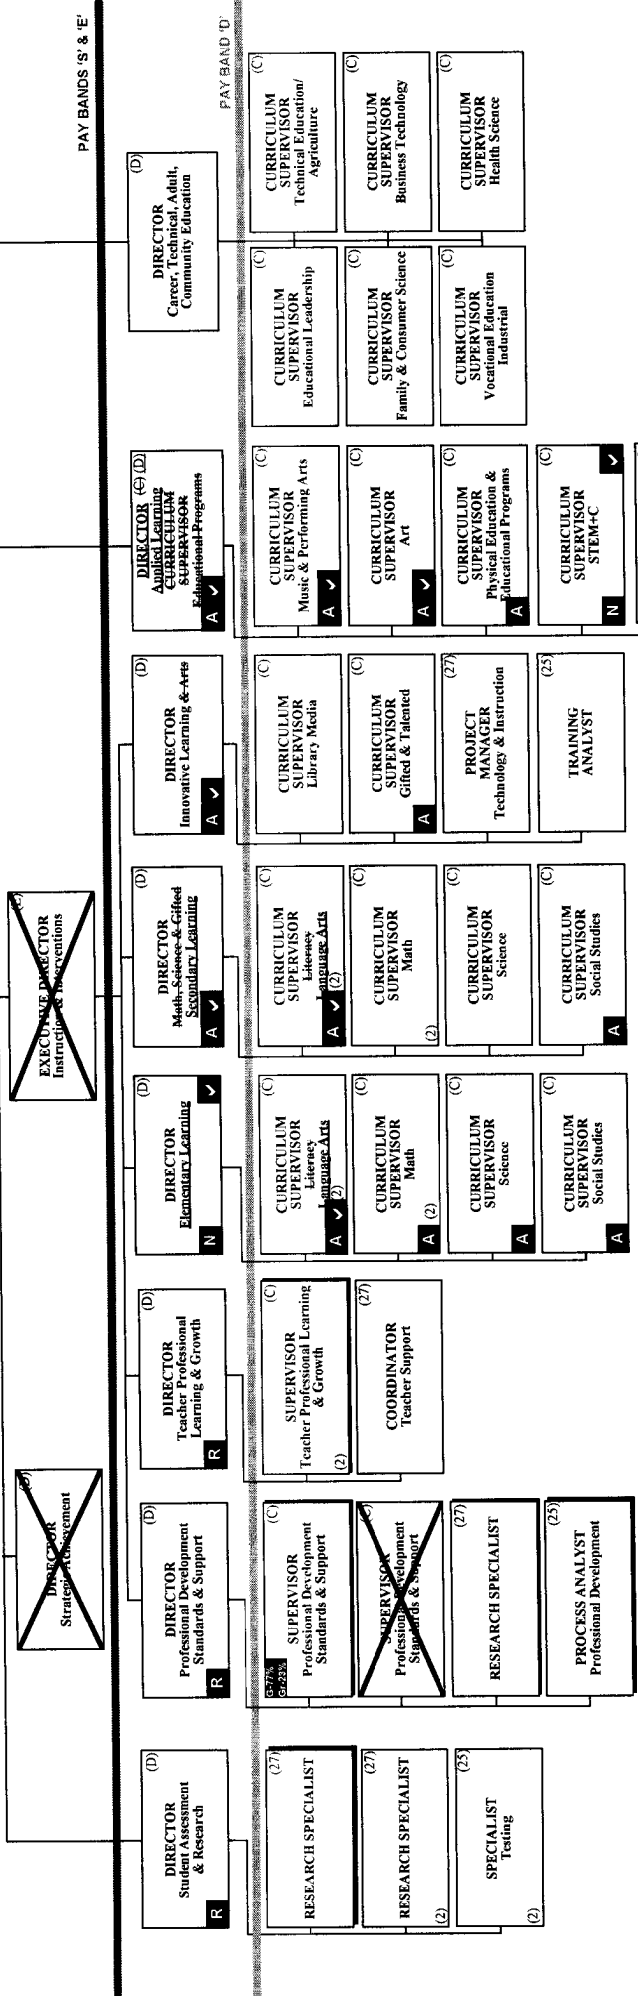 PAY BANDS 'S' & 'E'
PAY BAND 'D'
(E)
EXECUTIVE DIRECTOR
Instruction & Interventions
DIRECTOR
Strategic Achievement
(D)
DIRECTOR
Student Assessment
& Research
R
(27)
RESEARCH SPECIALIST
(27)
RESEARCH SPECIALIST
(2)
(25)
SPECIALIST
Testing
(2)
(D)
DIRECTOR
Professional Development
Standards & Support
R
(C)
G-77%
Gr-23%
SUPERVISOR
Professional Development
Standards & Support
(C)
SUPERVISOR
Professional Development
Standards & Support
(27)
RESEARCH SPECIALIST
(25)
PROCESS ANALYST
Professional Development
(D)
DIRECTOR
Teacher Professional
Learning & Growth
R
(C)
SUPERVISOR
Teacher Professional Learning
& Growth
(2)
(27)
COORDINATOR
Teacher Support
(D)
DIRECTOR
Elementary Learning
N ✓
(C)
CURRICULUM
SUPERVISOR
Literacy
Language Arts
A ✓ (2)
(C)
CURRICULUM
SUPERVISOR
Math
A (2)
(C)
CURRICULUM
SUPERVISOR
Science
A
(C)
CURRICULUM
SUPERVISOR
Social Studies
A
(D)
DIRECTOR
Math, Science & Gifted
Secondary Learning
A ✓
(C)
CURRICULUM
SUPERVISOR
Literacy
Language Arts
A ✓ (2)
(C)
CURRICULUM
SUPERVISOR
Math
(2)
(C)
CURRICULUM
SUPERVISOR
Science
(C)
CURRICULUM
SUPERVISOR
Social Studies
A
(D)
DIRECTOR
Innovative Learning & Arts
A ✓
(C)
CURRICULUM
SUPERVISOR
Library Media
(C)
CURRICULUM
SUPERVISOR
Gifted & Talented
A
(27)
PROJECT
MANAGER
Technology & Instruction
(25)
TRAINING
ANALYST
DIRECTOR (C) (D)
Applied Learning
CURRICULUM
SUPERVISOR
Educational Programs
A ✓
(C)
CURRICULUM
SUPERVISOR
Music & Performing Arts
A ✓
(C)
CURRICULUM
SUPERVISOR
Art
A ✓
(C)
CURRICULUM
SUPERVISOR
Physical Education &
Educational Programs
A
(C)
CURRICULUM
SUPERVISOR
STEM+C
N ✓
(D)
DIRECTOR
Career, Technical, Adult,
Community Education
(C)
CURRICULUM
SUPERVISOR
Educational Leadership
(C)
CURRICULUM
SUPERVISOR
Family & Consumer Science
(C)
CURRICULUM
SUPERVISOR
Vocational Education
Industrial
(C)
CURRICULUM
SUPERVISOR
Technical Education/
Agriculture
(C)
CURRICULUM
SUPERVISOR
Business Technology
(C)
CURRICULUM
SUPERVISOR
Health Science